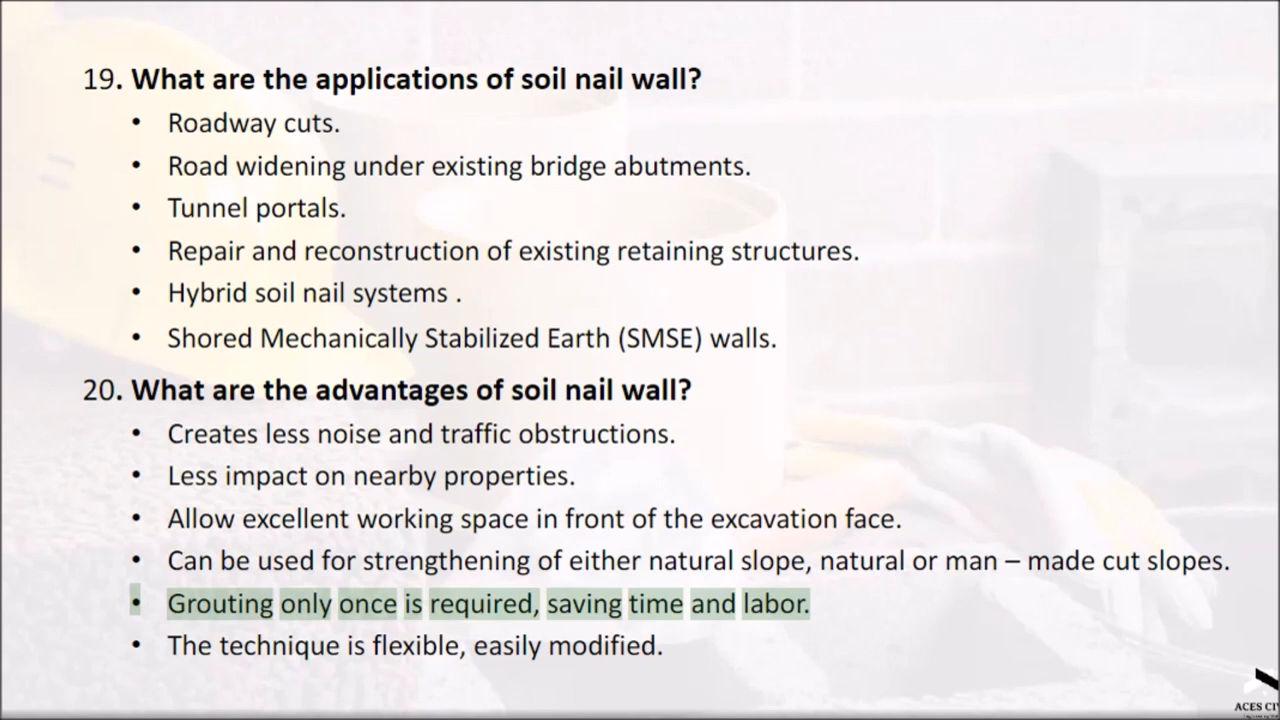 19. What are the applications of soil nail wall?
• Roadway cuts.
• Road widening under existing bridge abutments.
• Tunnel portals.
• Repair and reconstruction of existing retaining structures.
• Hybrid soil nail systems .
• Shored Mechanically Stabilized Earth (SMSE) walls.
20. What are the advantages of soil nail wall?
• Creates less noise and traffic obstructions.
• Less impact on nearby properties.
• Allow excellent working space in front of the excavation face.
• Can be used for strengthening of either natural slope, natural or man – made cut slopes.
• Grouting only once is required, saving time and labor.
• The technique is flexible, easily modified.
ACES CI